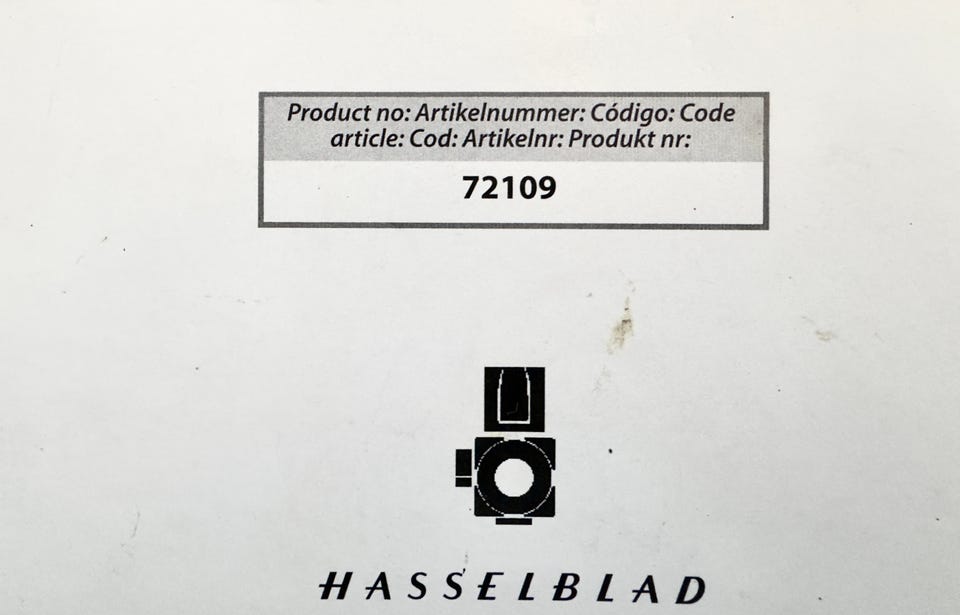 Product no: Artikelnummer: Código: Code
article: Cod: Artikelnr: Produkt nr:
72109
HASSELBLAD